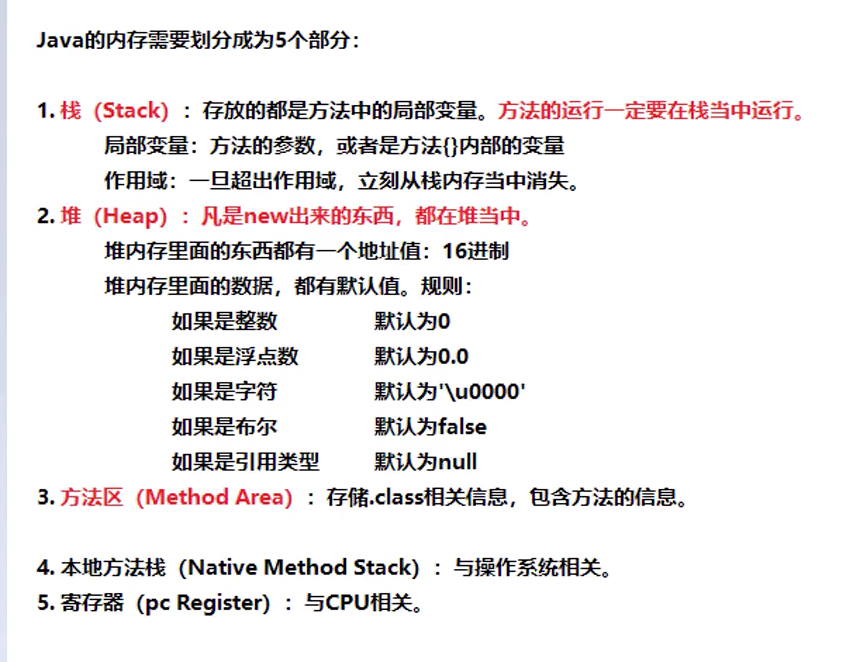 Java的内存需要划分成为5个部分：
1. 栈（Stack）：存放的都是方法中的局部变量。方法的运行一定要在栈当中运行。
局部变量：方法的参数，或者是方法{}内部的变量
作用域：一旦超出作用域，立刻从栈内存当中消失。
2. 堆（Heap）：凡是new出来的东西，都在堆当中。
堆内存里面的东西都有一个地址值：16进制
堆内存里面的数据，都有默认值。规则：
如果是整数 默认为0
如果是浮点数 默认为0.0
如果是字符 默认为'\u0000'
如果是布尔 默认为false
如果是引用类型 默认为null
3. 方法区（Method Area）：存储.class相关信息，包含方法的信息。
4. 本地方法栈（Native Method Stack）：与操作系统相关。
5. 寄存器（pc Register）：与CPU相关。